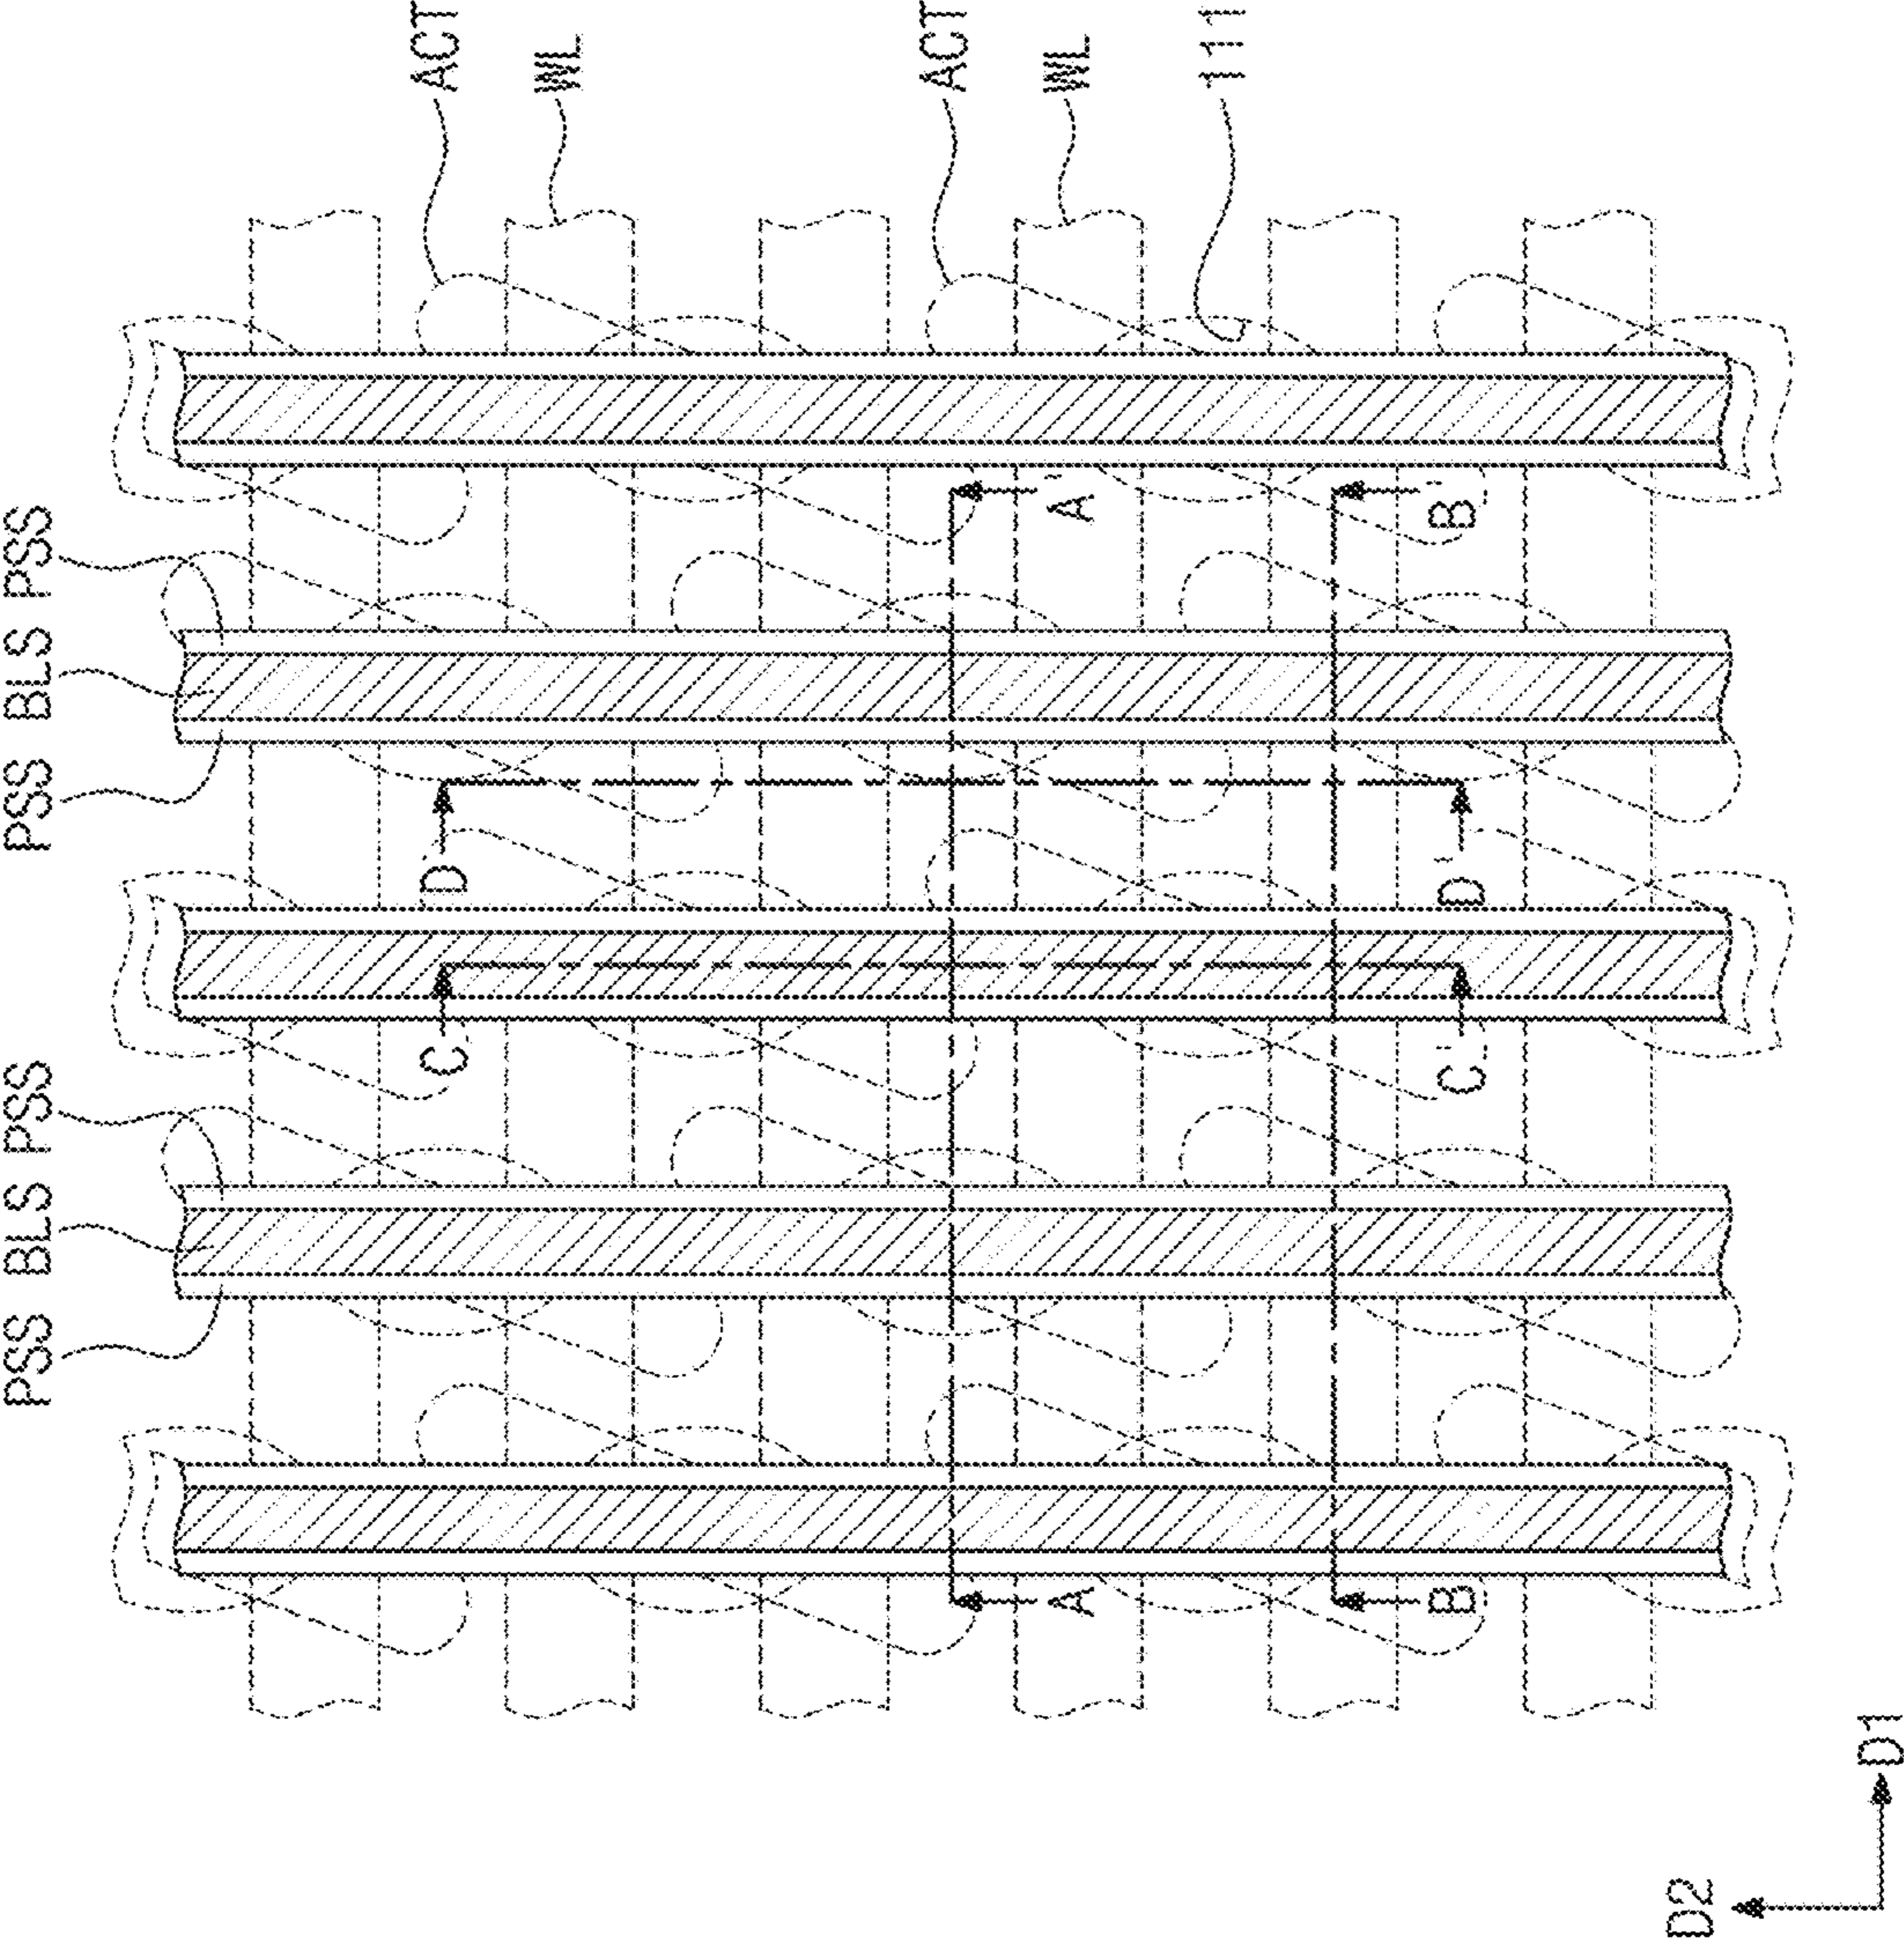 PSS BLS PSS PSS BLS PSS
C D ACT
WL
ACT
A A' WL
111
B C' D' B'
D2
D1